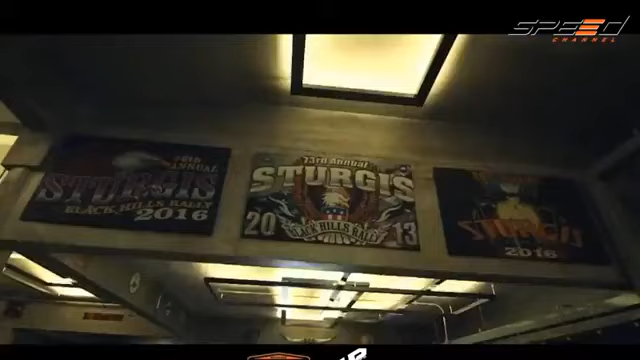 SPEED
CHANNEL
76th
ANNUAL
STURGIS
BLACK HILLS RALLY
2016
73rd Annual
STURGIS
20 13
BLACK HILLS RALLY
STURGIS
2016